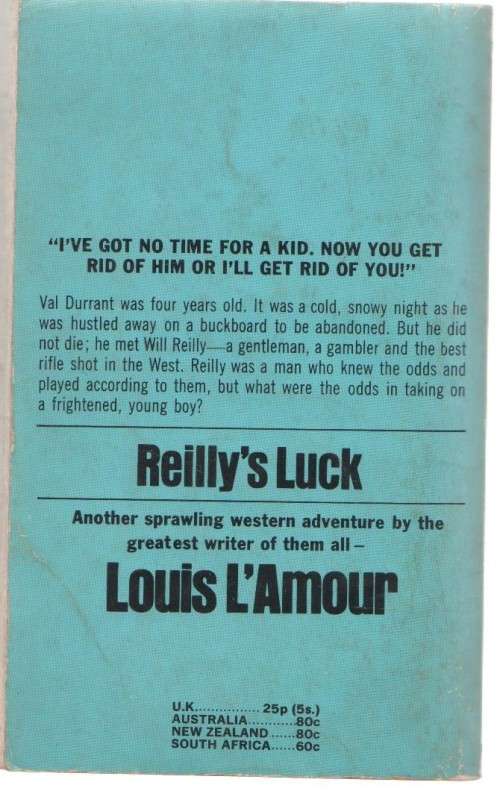 "I'VE GOT NO TIME FOR A KID. NOW YOU GET
RID OF HIM OR I'LL GET RID OF YOU!"
Val Durrant was four years old. It was a cold, snowy night as he
was hustled away on a buckboard to be abandoned. But he did
not die; he met Will Reilly—a gentleman, a gambler and the best
rifle shot in the West. Reilly was a man who knew the odds and
played according to them, but what were the odds in taking on
a frightened, young boy?
Reilly's Luck
Another sprawling western adventure by the
greatest writer of them all –
Louis L'Amour
U.K................ 25p (5s.)
AUSTRALIA............80c
NEW ZEALAND......80c
SOUTH AFRICA......60c